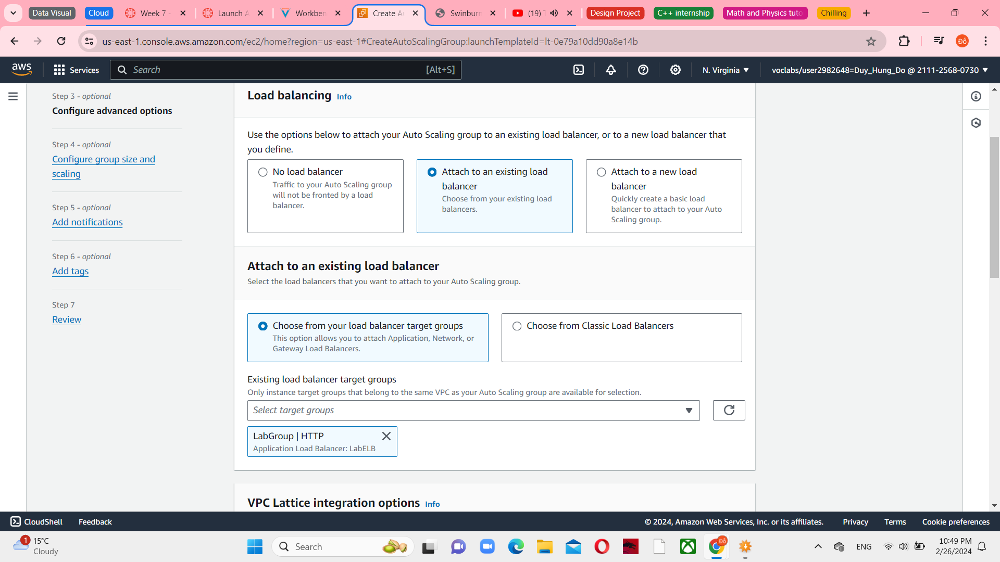 Data Visual
Cloud
Week 7 -
Launch A
Workben
Create Au
Swinburn
(19) T
Design Project
C++ internship
Math and Physics tuto
Chilling
us-east-1.console.aws.amazon.com/ec2/home?region=us-east-1#CreateAutoScalingGroup:launchTemplateId=lt-0e79a10dd90a8e14b
Đỗ
aws
Services
Search
[Alt+S]
N. Virginia
voclabs/user2982648=Duy_Hung_Do @ 2111-2568-0730
Step 3 - optional
Configure advanced options
Step 4 - optional
Configure group size and
scaling
Step 5 - optional
Add notifications
Step 6 - optional
Add tags
Step 7
Review
Load balancing Info
Use the options below to attach your Auto Scaling group to an existing load balancer, or to a new load balancer that
you define.
No load balancer
Traffic to your Auto Scaling group
will not be fronted by a load
balancer.
Attach to an existing load
balancer
Choose from your existing load
balancers.
Attach to a new load
balancer
Quickly create a basic load
balancer to attach to your Auto
Scaling group.
Attach to an existing load balancer
Select the load balancers that you want to attach to your Auto Scaling group.
Choose from your load balancer target groups
This option allows you to attach Application, Network, or
Gateway Load Balancers.
Choose from Classic Load Balancers
Existing load balancer target groups
Only instance target groups that belong to the same VPC as your Auto Scaling group are available for selection.
Select target groups
LabGroup | HTTP
Application Load Balancer: LabELB
VPC Lattice integration options Info
CloudShell
Feedback
© 2024, Amazon Web Services, Inc. or its affiliates.
Privacy
Terms
Cookie preferences
1
15°C
Cloudy
Search
Đỗ
ENG
10:49 PM
2/26/2024